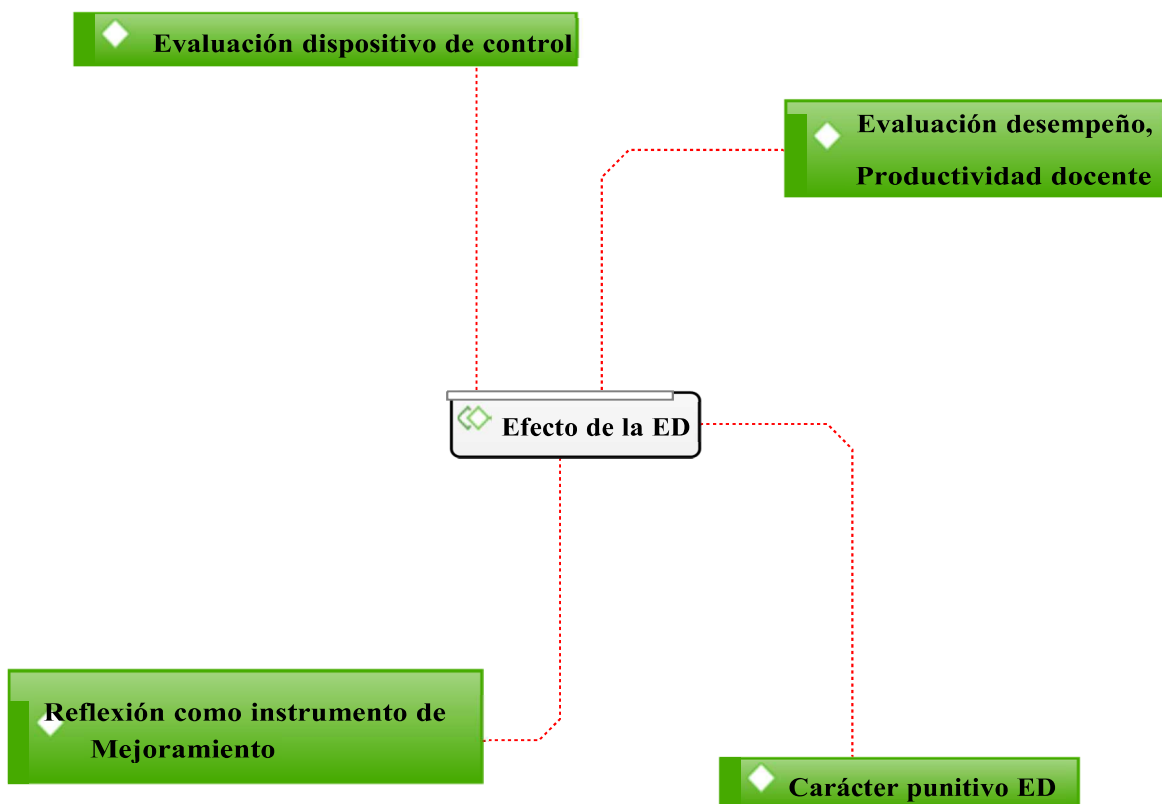 Evaluación dispositivo de control
Evaluación desempeño,
Productividad docente
Efecto de la ED
Reflexión como instrumento de
Mejoramiento
Carácter punitivo ED